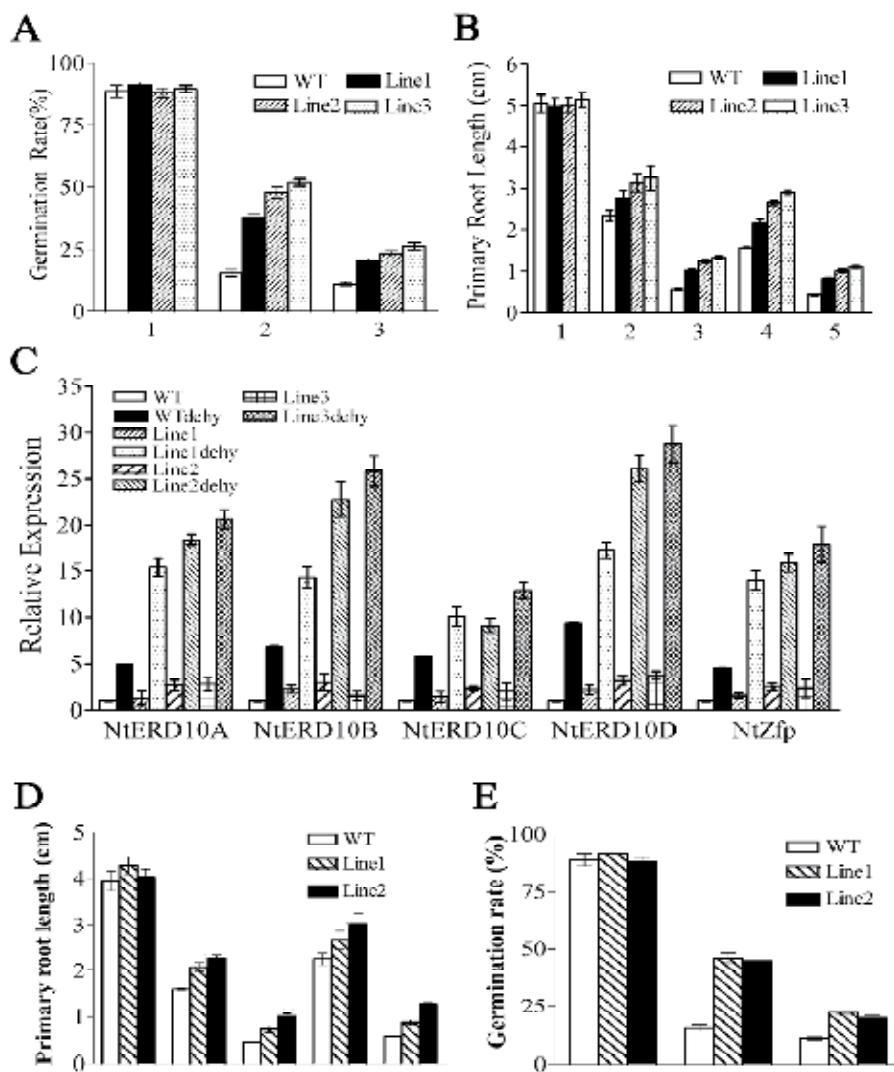 A
Germination Rate(%)
100
75
50
25
0
WT Line1
Line2 Line3
1 2 3
B
Primary Root Length (cm)
6
5
4
3
2
1
0
WT Line1
Line2 Line3
1 2 3 4 5
C
Relative Expression
35
30
25
20
15
10
5
0
WT Line3
WTdehy Line3dehy
Line1
Line1dehy
Line2
Line2dehy
NtERD10A NtERD10B NtERD10C NtERD10D NtZfp
D
Primary root length (cm)
5
4
3
2
1
0
WT
Line1
Line2
E
Germination rate (%)
100
75
50
25
0
WT
Line1
Line2